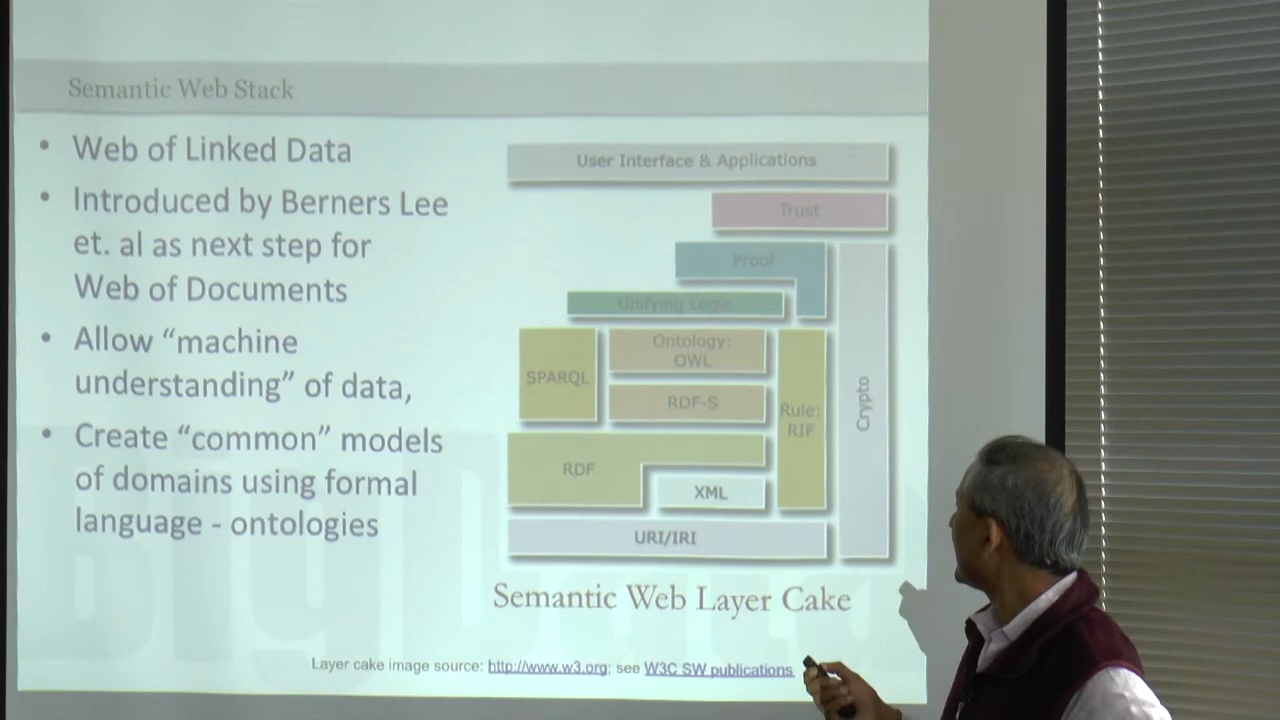 Semantic Web Stack
• Web of Linked Data
• Introduced by Berners Lee
et. al as next step for
Web of Documents
• Allow “machine
understanding” of data,
• Create “common” models
of domains using formal
language - ontologies
User Interface & Applications
Trust
Proof
Unifying Logic
Ontology:
OWL
SPARQL
RDF-S
Rule:
RIF
Crypto
RDF
XML
URI/IRI
Semantic Web Layer Cake
Layer cake image source: http://www.w3.org; see W3C SW publications
Big Data